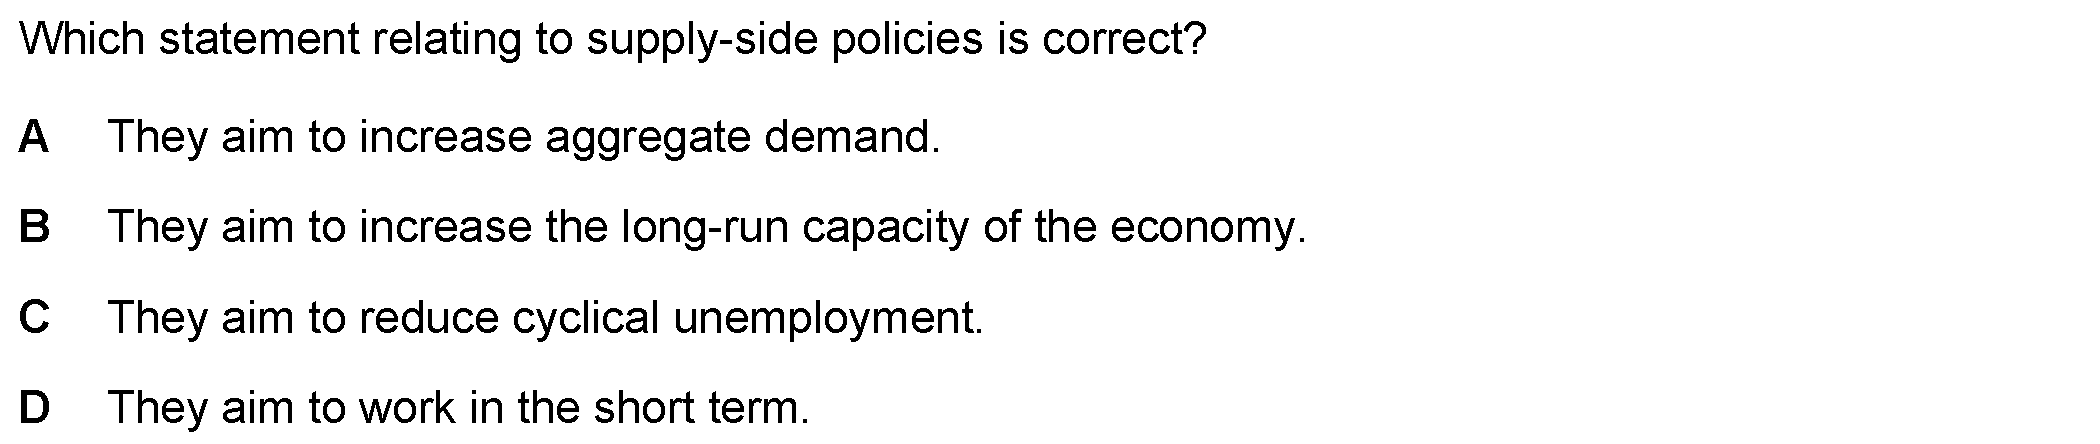 Which statement relating to supply-side policies is correct?
A They aim to increase aggregate demand.
B They aim to increase the long-run capacity of the economy.
C They aim to reduce cyclical unemployment.
D They aim to work in the short term.